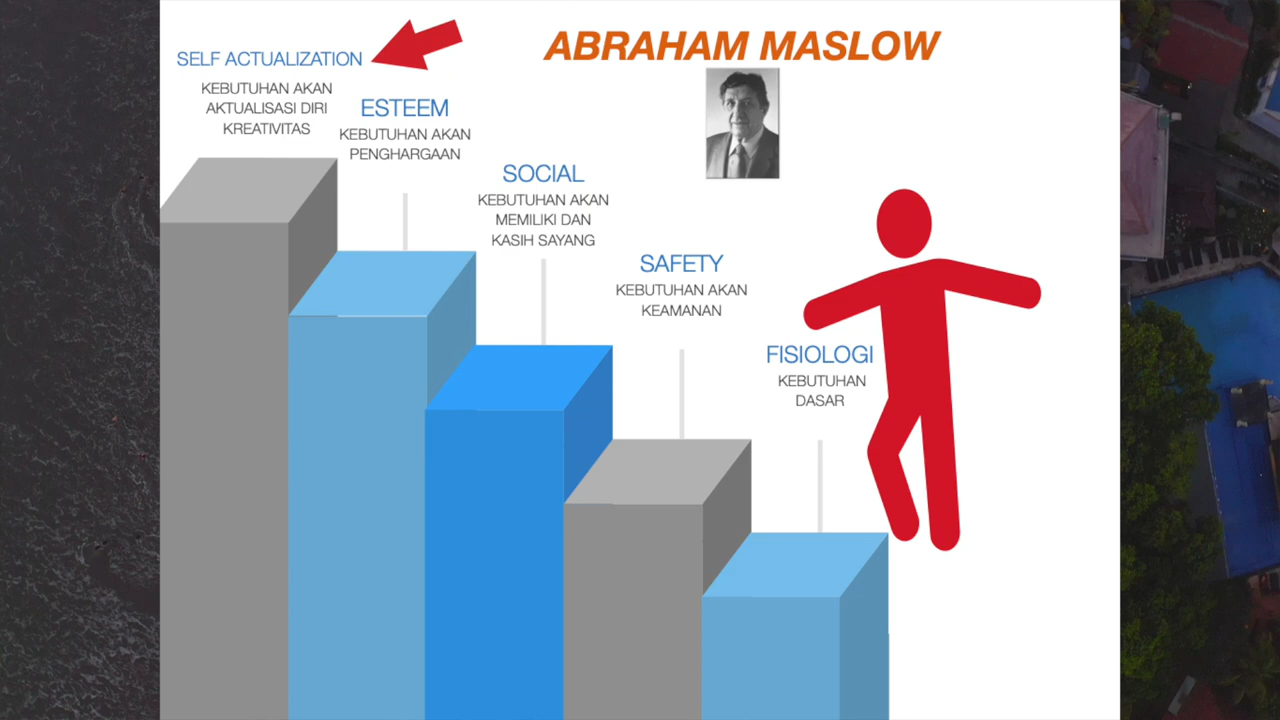 ABRAHAM MASLOW
SELF ACTUALIZATION
KEBUTUHAN AKAN
AKTUALISASI DIRI
KREATIVITAS
ESTEEM
KEBUTUHAN AKAN
PENGHARGAAN
SOCIAL
KEBUTUHAN AKAN
MEMILIKI DAN
KASIH SAYANG
SAFETY
KEBUTUHAN AKAN
KEAMANAN
FISIOLOGI
KEBUTUHAN
DASAR